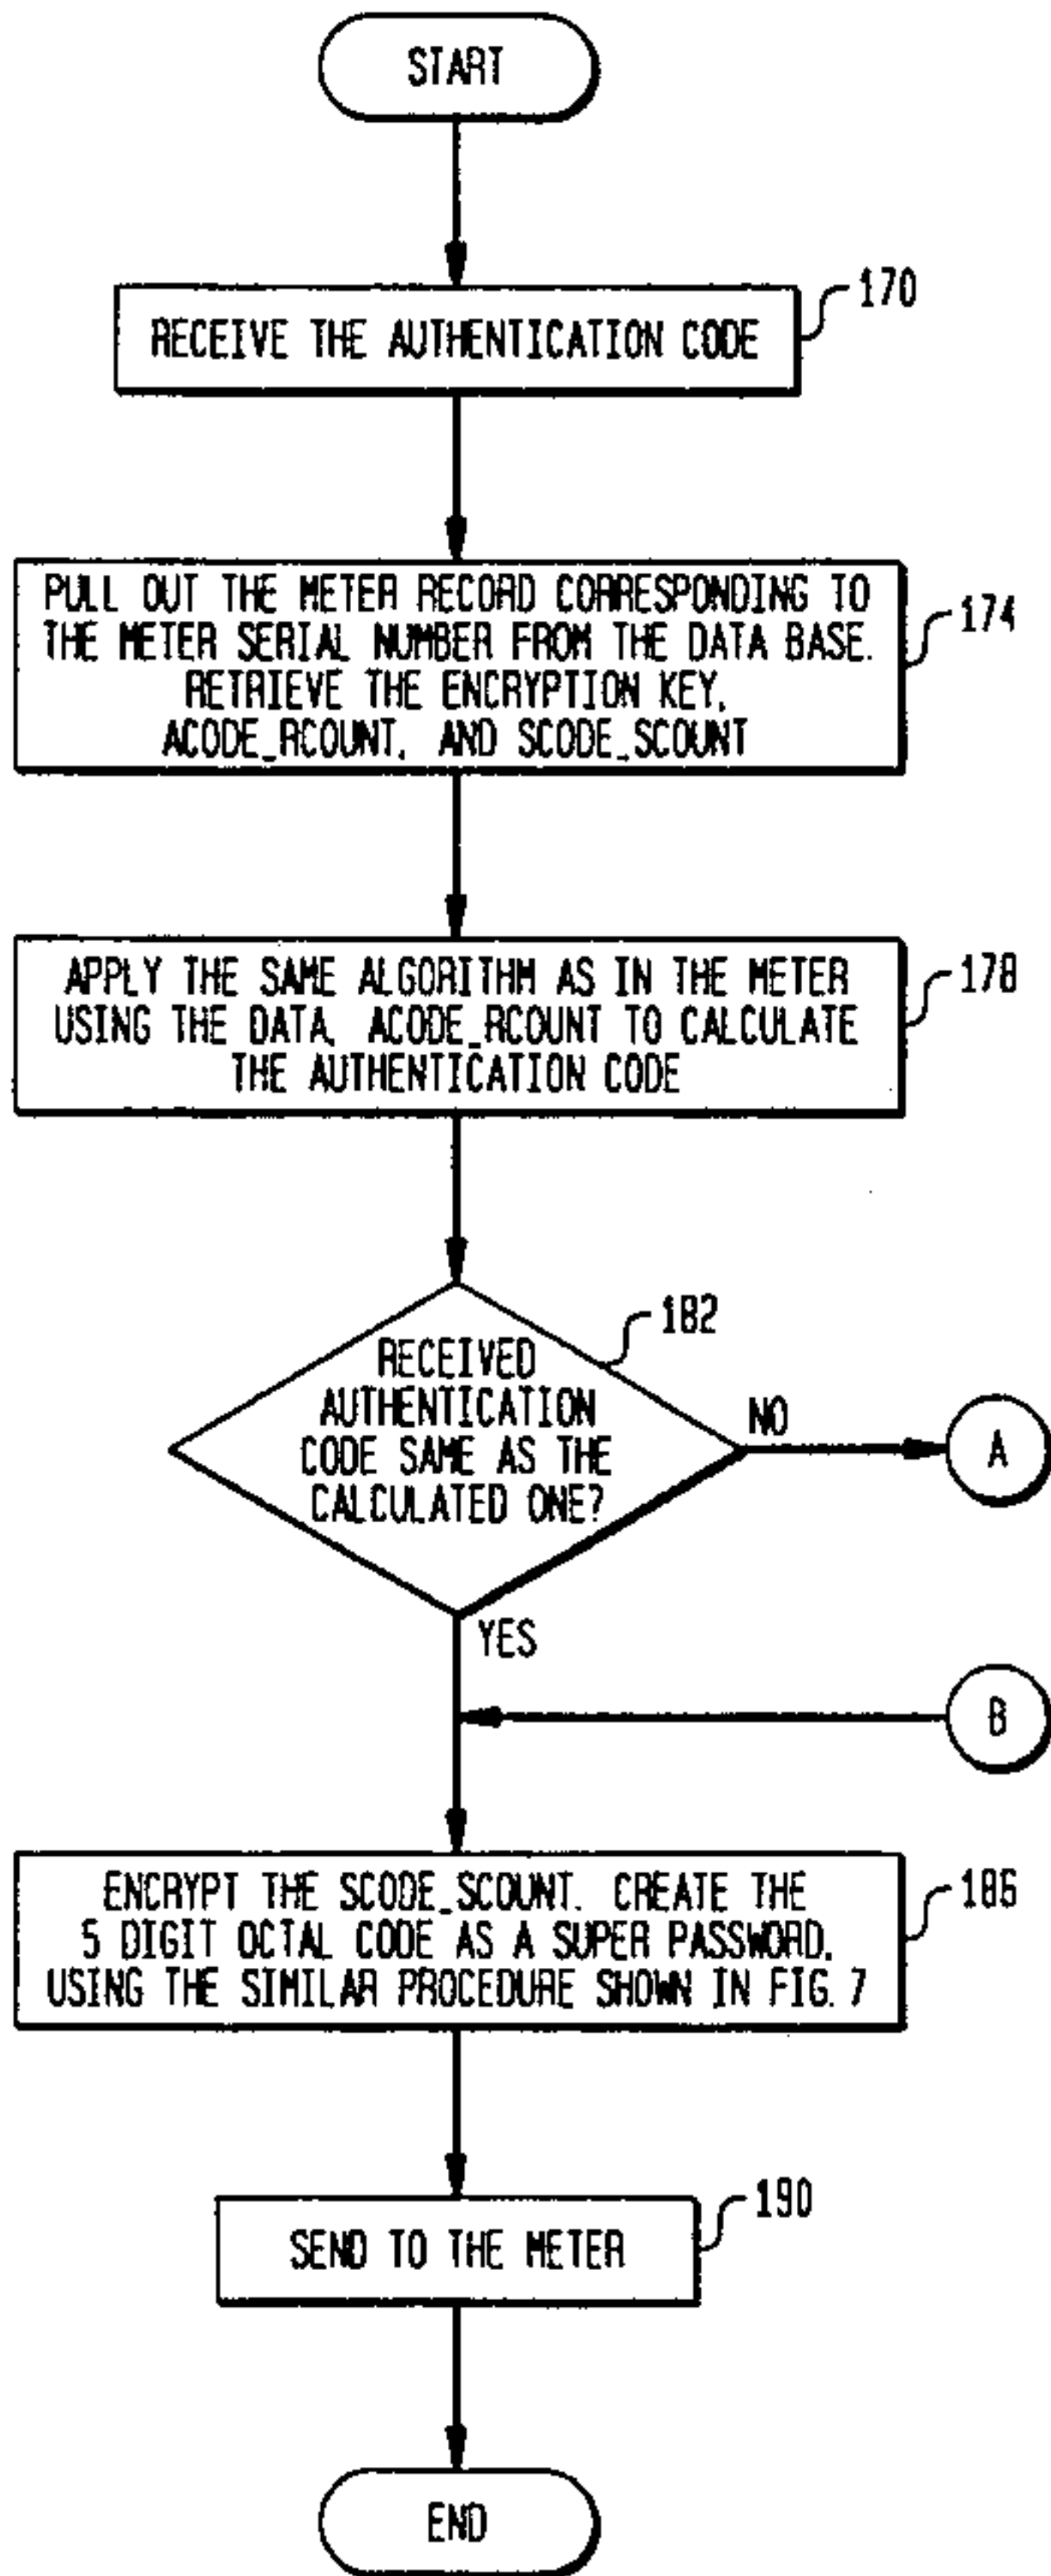 START
170
RECEIVE THE AUTHENTICATION CODE
PULL OUT THE METER RECORD CORRESPONDING TO
THE METER SERIAL NUMBER FROM THE DATA BASE.
RETRIEVE THE ENCRYPTION KEY,
ACODE_RCOUNT, AND SCODE_SCOUNT
174
APPLY THE SAME ALGORITHM AS IN THE METER
USING THE DATA, ACODE_RCOUNT TO CALCULATE
THE AUTHENTICATION CODE
178
182
RECEIVED
AUTHENTICATION
CODE SAME AS THE
CALCULATED ONE?
NO
A
YES
B
ENCRYPT THE SCODE_SCOUNT. CREATE THE
5 DIGIT OCTAL CODE AS A SUPER PASSWORD,
USING THE SIMILAR PROCEDURE SHOWN IN FIG. 7
186
190
SEND TO THE METER
END